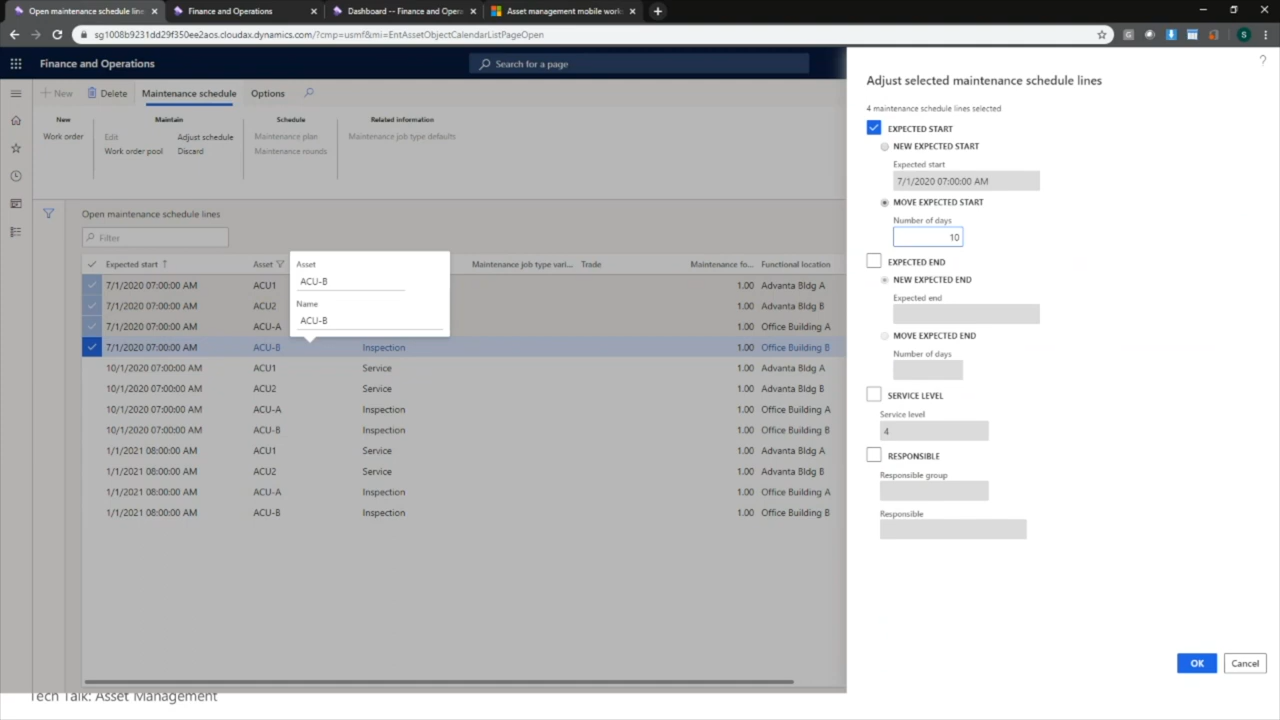 Open maintenance schedule lines
Finance and Operations
Dashboard -- Finance and Oper
Asset management mobile work
sg1008b9231dd29f350ee2aos.cloudax.dynamics.com/?cmp=usmf&mi=EntAssetObjectCalendarListPageOpen
S
Finance and Operations
Search for a page
?
New
Delete
Maintenance schedule
Options
Adjust selected maintenance schedule lines
4 maintenance schedule lines selected
New
Maintain
Schedule
Related information
Work order
Edit
Adjust schedule
Maintenance plan
Maintenance job type defaults
Work order pool
Discard
Maintenance rounds
EXPECTED START
NEW EXPECTED START
Expected start
7/1/2020 07:00:00 AM
MOVE EXPECTED START
Number of days
10
EXPECTED END
NEW EXPECTED END
Expected end
MOVE EXPECTED END
Number of days
SERVICE LEVEL
Service level
4
RESPONSIBLE
Responsible group
Responsible
OK
Cancel
Open maintenance schedule lines
Filter
Expected start Asset Maintenance job type vari... Trade Maintenance fo... Functional location
7/1/2020 07:00:00 AM ACU1 1.00 Advanta Bldg A
7/1/2020 07:00:00 AM ACU2 1.00 Advanta Bldg B
7/1/2020 07:00:00 AM ACU-A 1.00 Office Building A
7/1/2020 07:00:00 AM ACU-B Inspection 1.00 Office Building B
10/1/2020 07:00:00 AM ACU1 Service 1.00 Advanta Bldg A
10/1/2020 07:00:00 AM ACU2 Service 1.00 Advanta Bldg B
10/1/2020 07:00:00 AM ACU-A Inspection 1.00 Office Building A
10/1/2020 07:00:00 AM ACU-B Inspection 1.00 Office Building B
1/1/2021 08:00:00 AM ACU1 Service 1.00 Advanta Bldg A
1/1/2021 08:00:00 AM ACU2 Service 1.00 Advanta Bldg B
1/1/2021 08:00:00 AM ACU-A Inspection 1.00 Office Building A
1/1/2021 08:00:00 AM ACU-B Inspection 1.00 Office Building B
Asset
ACU-B
Name
ACU-B
Tech Talk: Asset Management